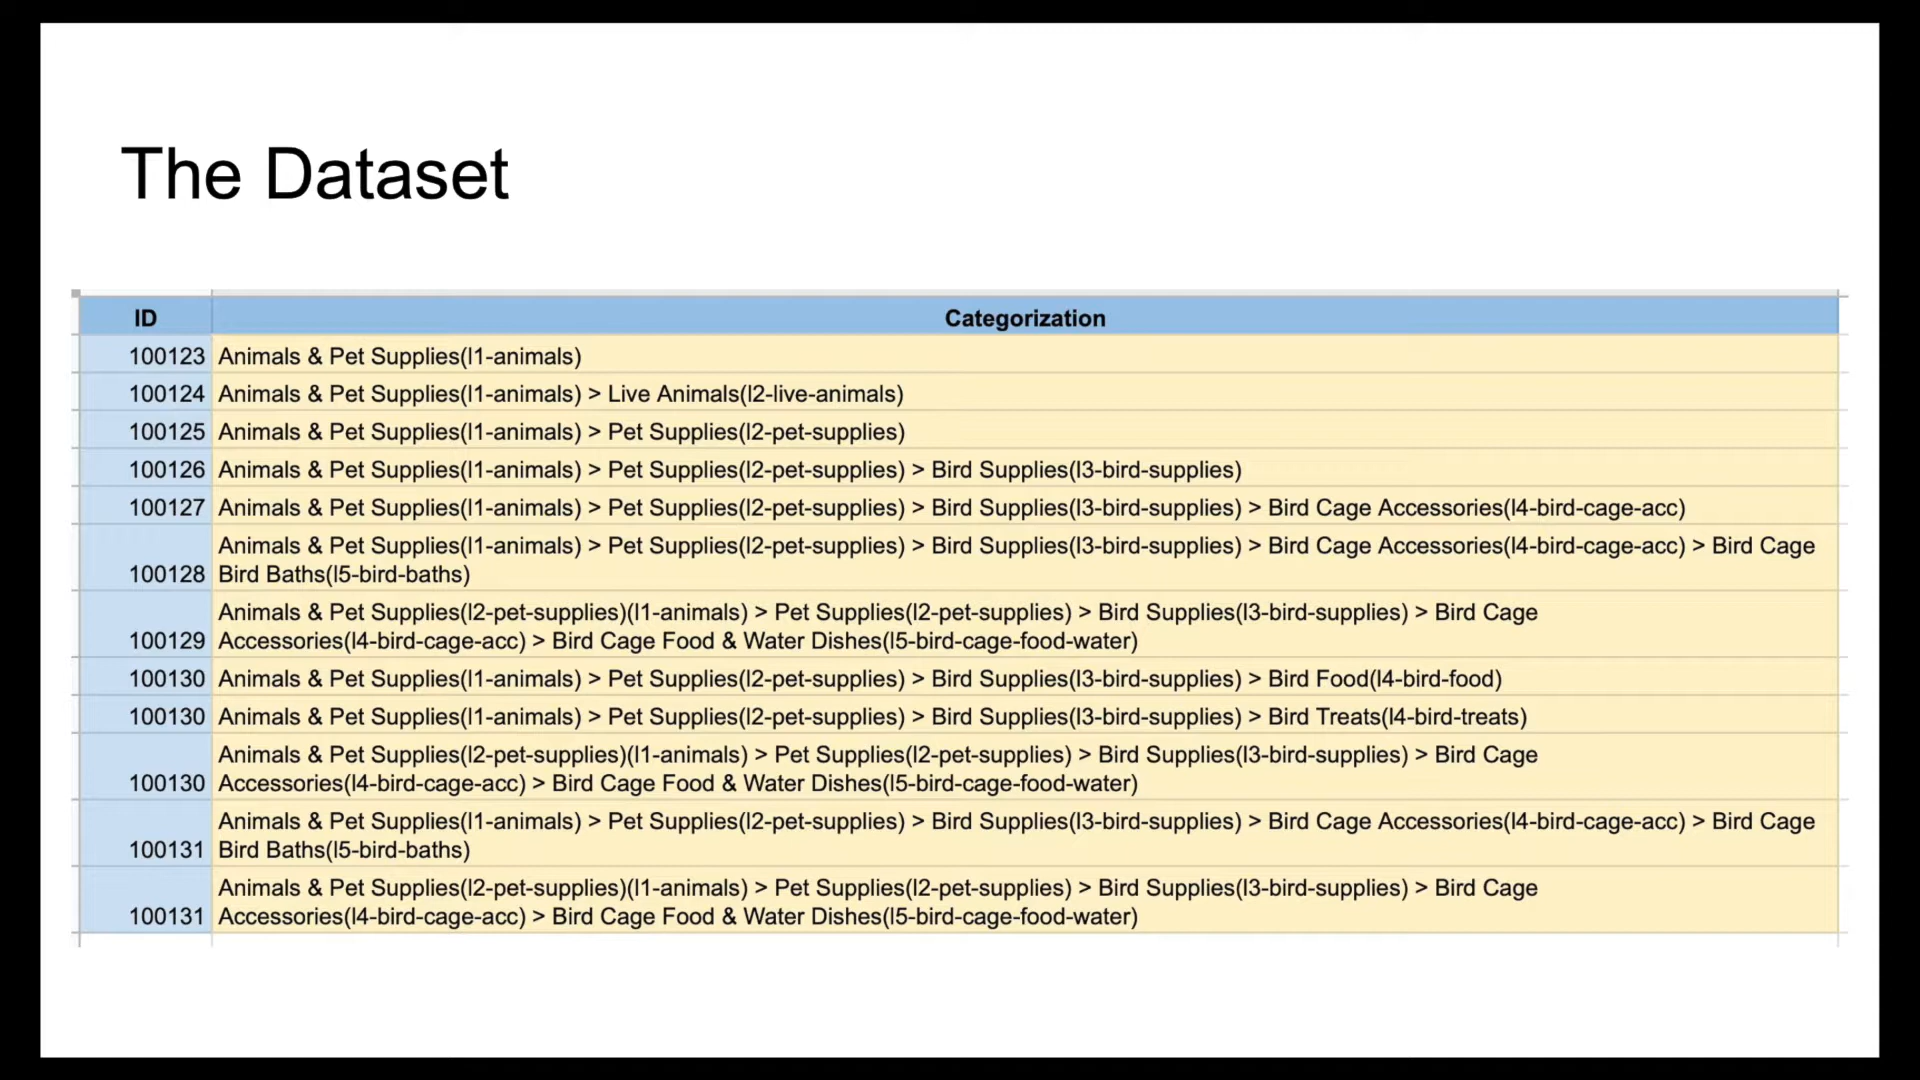 The Dataset
ID Categorization
100123 Animals & Pet Supplies(l1-animals)
100124 Animals & Pet Supplies(l1-animals) > Live Animals(l2-live-animals)
100125 Animals & Pet Supplies(l1-animals) > Pet Supplies(l2-pet-supplies)
100126 Animals & Pet Supplies(l1-animals) > Pet Supplies(l2-pet-supplies) > Bird Supplies(l3-bird-supplies)
100127 Animals & Pet Supplies(l1-animals) > Pet Supplies(l2-pet-supplies) > Bird Supplies(l3-bird-supplies) > Bird Cage Accessories(l4-bird-cage-acc)
Animals & Pet Supplies(l1-animals) > Pet Supplies(l2-pet-supplies) > Bird Supplies(l3-bird-supplies) > Bird Cage Accessories(l4-bird-cage-acc) > Bird Cage
100128 Bird Baths(l5-bird-baths)
Animals & Pet Supplies(l2-pet-supplies)(l1-animals) > Pet Supplies(l2-pet-supplies) > Bird Supplies(l3-bird-supplies) > Bird Cage
100129 Accessories(l4-bird-cage-acc) > Bird Cage Food & Water Dishes(l5-bird-cage-food-water)
100130 Animals & Pet Supplies(l1-animals) > Pet Supplies(l2-pet-supplies) > Bird Supplies(l3-bird-supplies) > Bird Food(l4-bird-food)
100130 Animals & Pet Supplies(l1-animals) > Pet Supplies(l2-pet-supplies) > Bird Supplies(l3-bird-supplies) > Bird Treats(l4-bird-treats)
Animals & Pet Supplies(l2-pet-supplies)(l1-animals) > Pet Supplies(l2-pet-supplies) > Bird Supplies(l3-bird-supplies) > Bird Cage
100130 Accessories(l4-bird-cage-acc) > Bird Cage Food & Water Dishes(l5-bird-cage-food-water)
Animals & Pet Supplies(l1-animals) > Pet Supplies(l2-pet-supplies) > Bird Supplies(l3-bird-supplies) > Bird Cage Accessories(l4-bird-cage-acc) > Bird Cage
100131 Bird Baths(l5-bird-baths)
Animals & Pet Supplies(l2-pet-supplies)(l1-animals) > Pet Supplies(l2-pet-supplies) > Bird Supplies(l3-bird-supplies) > Bird Cage
100131 Accessories(l4-bird-cage-acc) > Bird Cage Food & Water Dishes(l5-bird-cage-food-water)